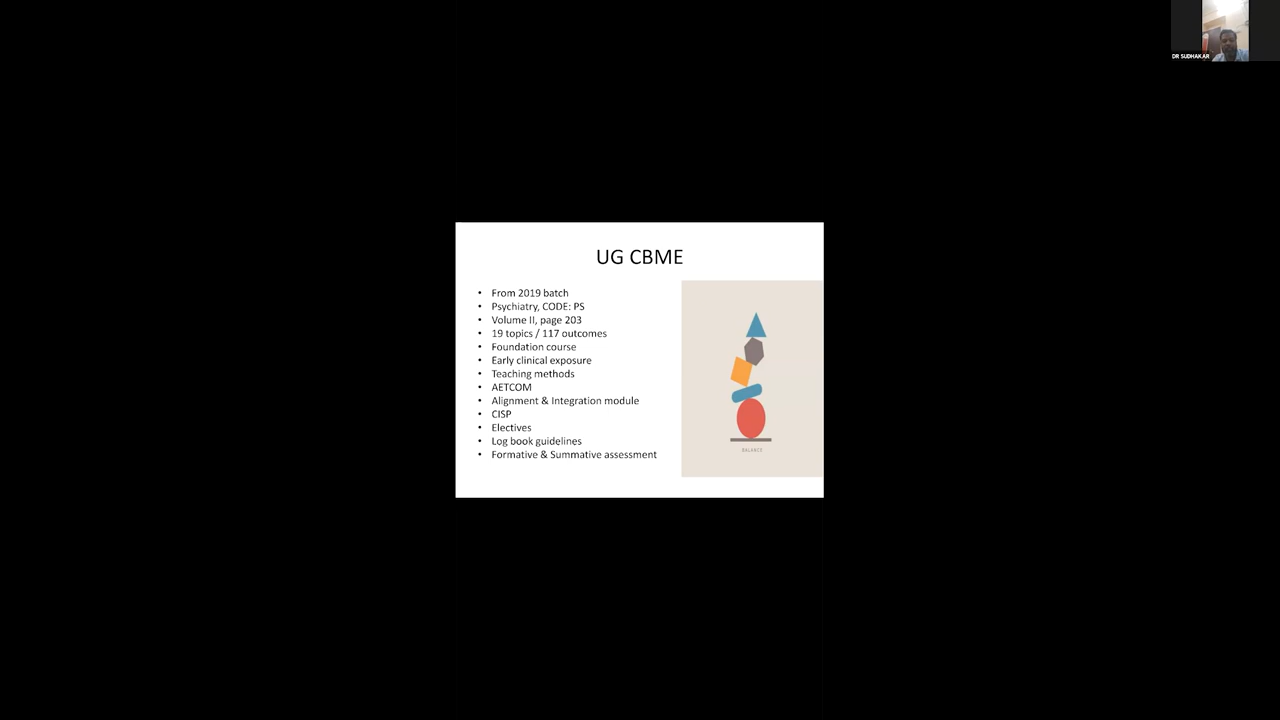 DR SUDHAKAR
UG CBME
• From 2019 batch
• Psychiatry, CODE: PS
• Volume II, page 203
• 19 topics / 117 outcomes
• Foundation course
• Early clinical exposure
• Teaching methods
• AETCOM
• Alignment & Integration module
• CISP
• Electives
• Log book guidelines
• Formative & Summative assessment
BALANCE